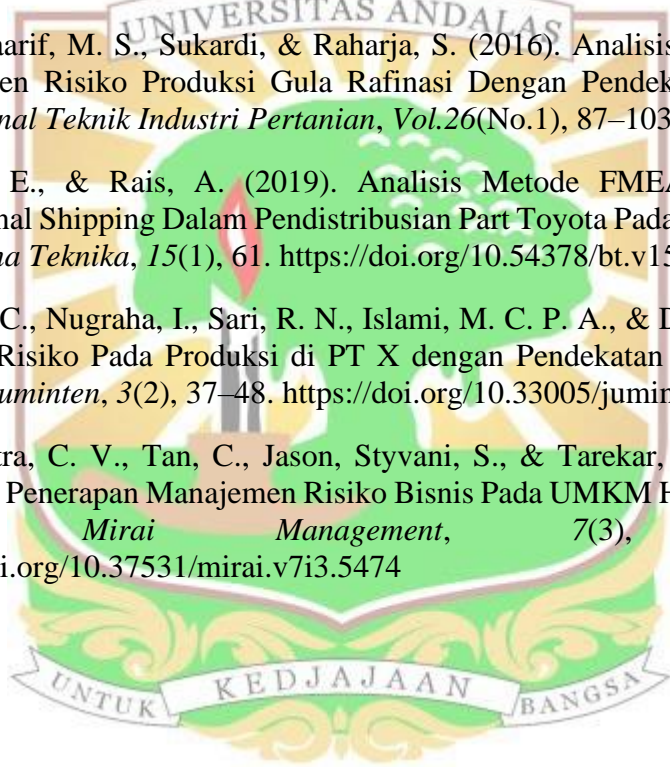 UNIVERSITAS ANDALAS
arif, M. S., Sukardi, & Raharja, S. (2016). Analisis
en Risiko Produksi Gula Rafinasi Dengan Pendek
nal Teknik Industri Pertanian, Vol.26(No.1), 87–103
E., & Rais, A. (2019). Analisis Metode FMEA
nal Shipping Dalam Pendistribusian Part Toyota Pada
na Teknika, 15(1), 61. https://doi.org/10.54378/bt.v15
C., Nugraha, I., Sari, R. N., Islami, M. C. P. A., & D
Risiko Pada Produksi di PT X dengan Pendekatan
uminten, 3(2), 37–48. https://doi.org/10.33005/jumin
tra, C. V., Tan, C., Jason, Styvani, S., & Tarekar,
Penerapan Manajemen Risiko Bisnis Pada UMKM H
Mirai Management, 7(3),
i.org/10.37531/mirai.v7i3.5474
UNTUK KEDJAJAAN BANGSA